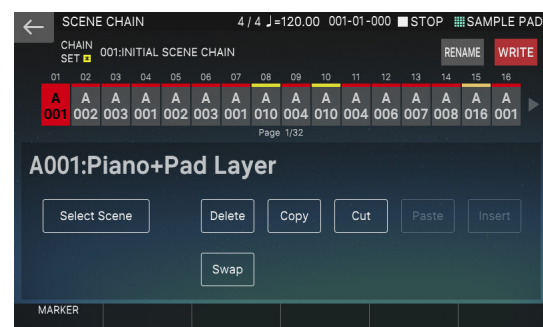 SCENE CHAIN 4 / 4 ♩=120.00 001-01-000 STOP SAMPLE PAD
CHAIN SET 001:INITIAL SCENE CHAIN RENAME WRITE
01 02 03 04 05 06 07 08 09 10 11 12 13 14 15 16
A A A A A A A A A A A A A A A A
001 002 003 001 002 003 001 010 004 010 004 006 007 008 016 001
Page 1/32
A001:Piano+Pad Layer
Select Scene Delete Copy Cut Paste Insert
Swap
MARKER